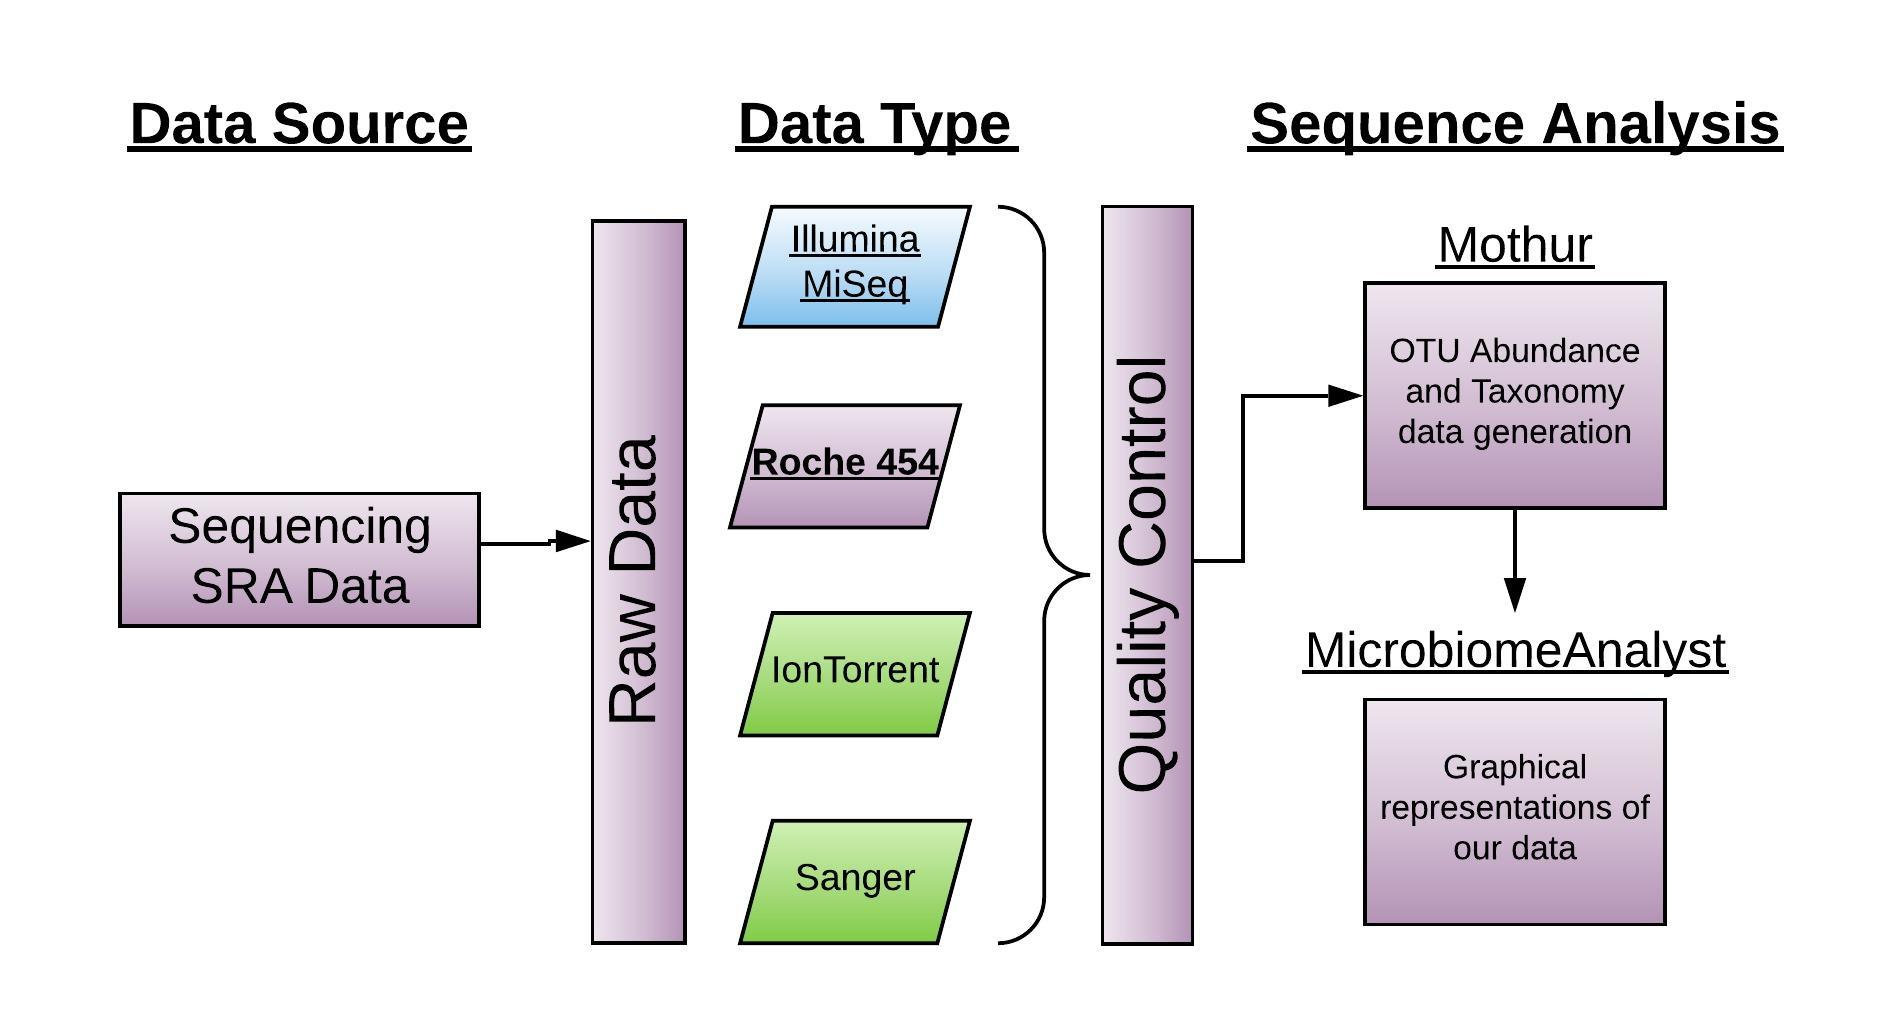 Data Source
Data Type
Sequence Analysis
Sequencing
SRA Data
Raw Data
Illumina
MiSeq
Roche 454
IonTorrent
Sanger
Quality Control
Mothur
OTU Abundance
and Taxonomy
data generation
MicrobiomeAnalyst
Graphical
representations of
our data